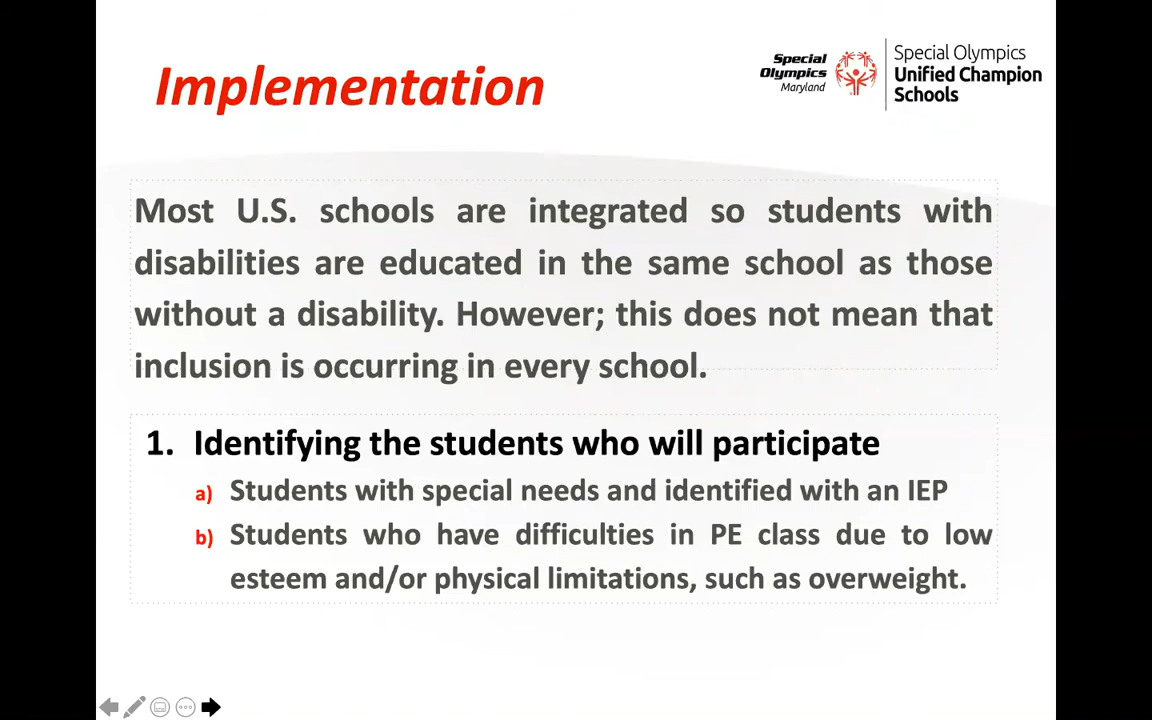 Implementation
Special
Olympics
Maryland
Special Olympics
Unified Champion
Schools
Most U.S. schools are integrated so students with
disabilities are educated in the same school as those
without a disability. However; this does not mean that
inclusion is occurring in every school.
1. Identifying the students who will participate
a) Students with special needs and identified with an IEP
b) Students who have difficulties in PE class due to low
esteem and/or physical limitations, such as overweight.